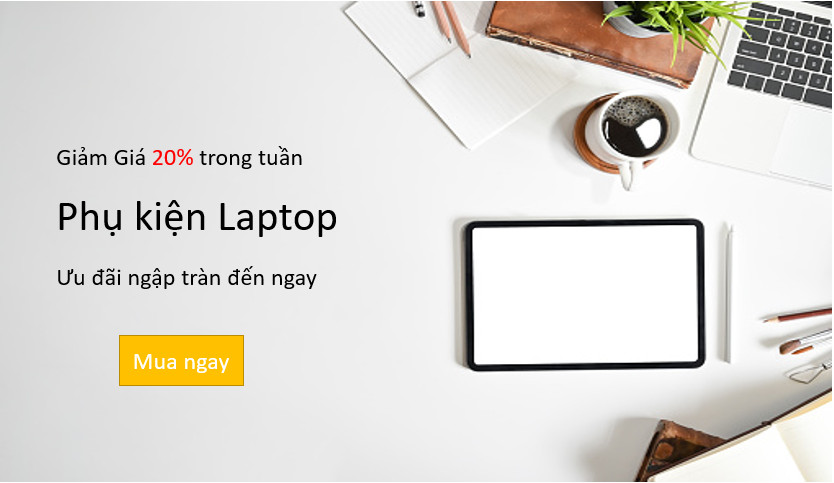 Giảm Giá 20% trong tuần
Phụ kiện Laptop
Ưu đãi ngập tràn đến ngay
Mua ngay